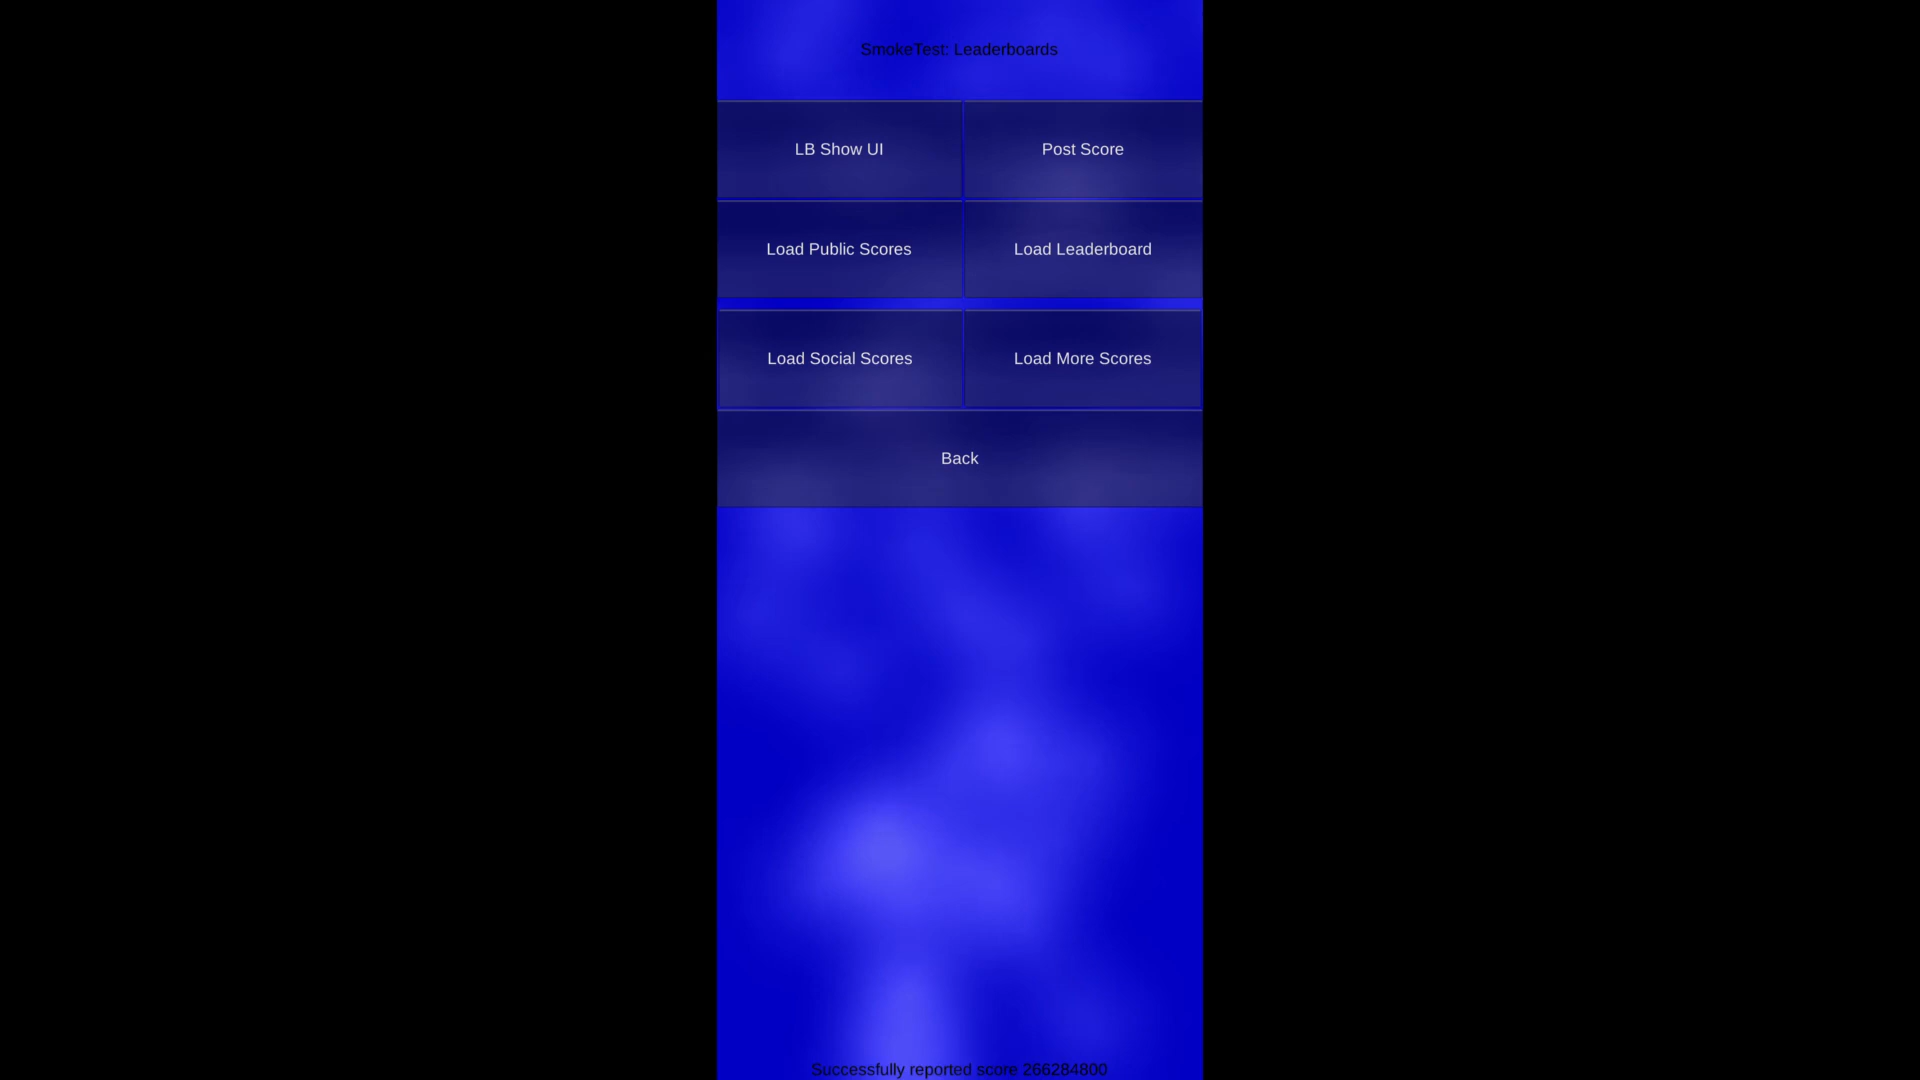 SmokeTest: Leaderboards
LB Show UI
Post Score
Load Public Scores
Load Leaderboard
Load Social Scores
Load More Scores
Back
Successfully reported score 266284800